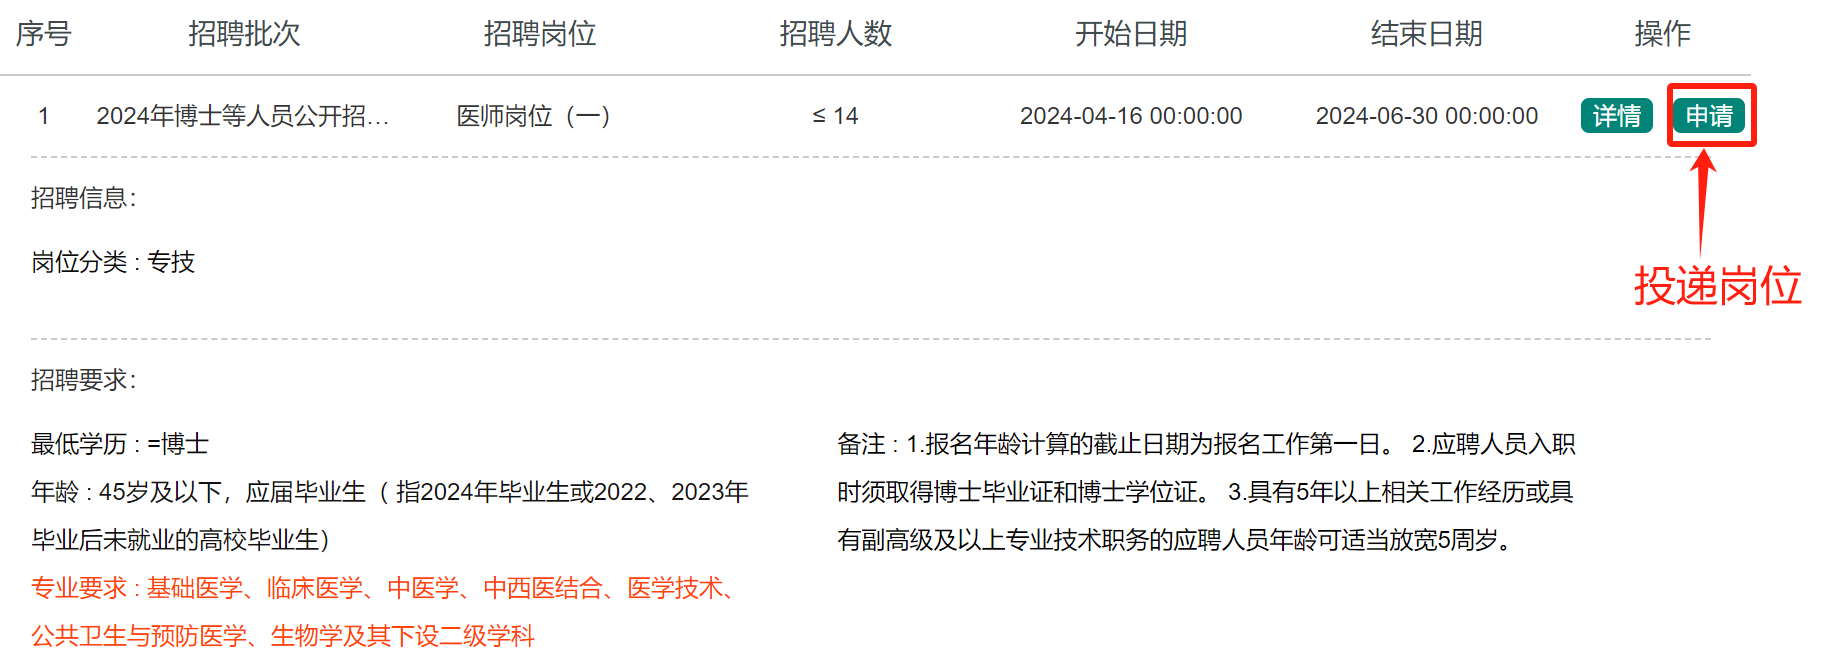 序号 招聘批次 招聘岗位 招聘人数 开始日期 结束日期 操作
1 2024年博士等人员公开招... 医师岗位（一） ≤ 14 2024-04-16 00:00:00 2024-06-30 00:00:00 详情 申请
招聘信息：
岗位分类 : 专技
投递岗位
招聘要求：
最低学历 : =博士
年龄 : 45岁及以下，应届毕业生（ 指2024年毕业生或2022、2023年
毕业后未就业的高校毕业生）
专业要求 : 基础医学、临床医学、中医学、中西医结合、医学技术、
公共卫生与预防医学、生物学及其下设二级学科
备注 : 1.报名年龄计算的截止日期为报名工作第一日。 2.应聘人员入职
时须取得博士毕业证和博士学位证。 3.具有5年以上相关工作经历或具
有副高级及以上专业技术职务的应聘人员年龄可适当放宽5周岁。